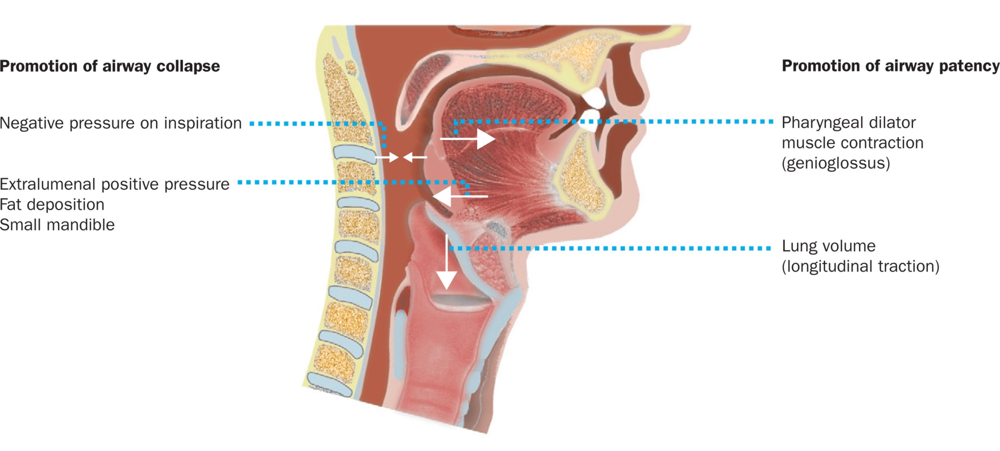 Promotion of airway collapse
Negative pressure on inspiration
Extralumenal positive pressure
Fat deposition
Small mandible
Promotion of airway patency
Pharyngeal dilator
muscle contraction
(genioglossus)
Lung volume
(longitudinal traction)